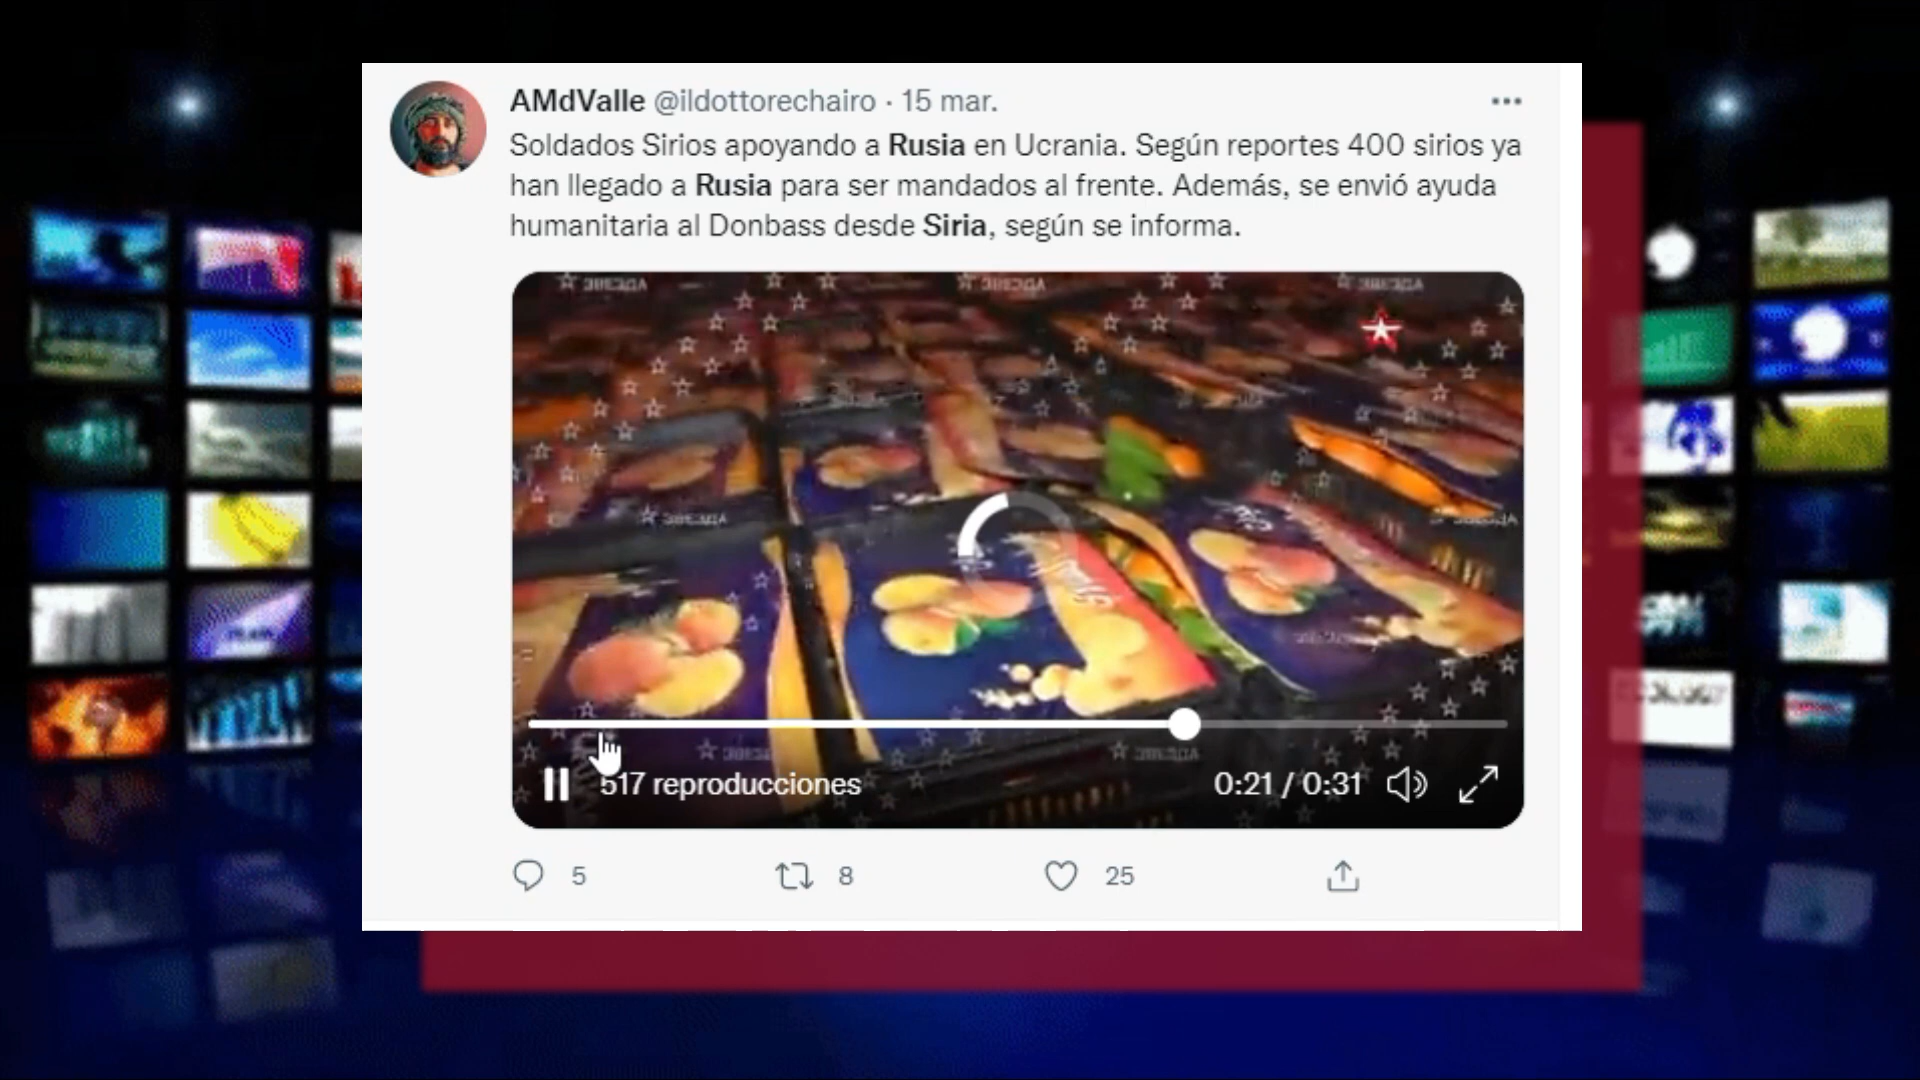 AMdValle @ildottorechairo · 15 mar.
Soldados Sirios apoyando a Rusia en Ucrania. Según reportes 400 sirios ya
han llegado a Rusia para ser mandados al frente. Además, se envió ayuda
humanitaria al Donbass desde Siria, según se informa.
517 reproducciones
0:21 / 0:31
5
8
25